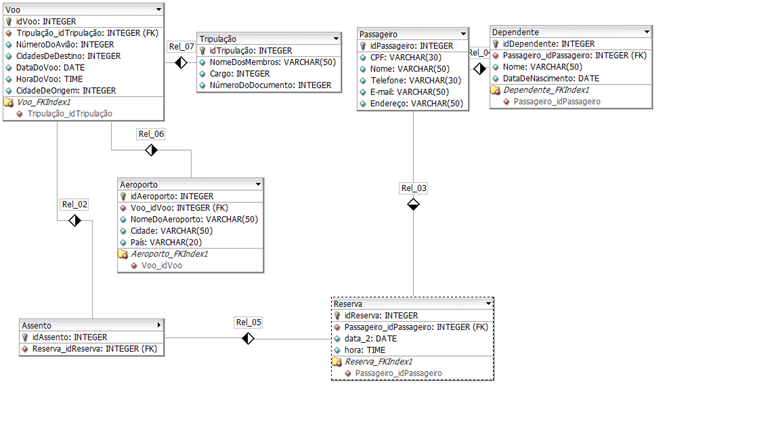 Voo
idVoo: INTEGER
Tripulação_idTripulação: INTEGER (FK)
NúmeroDoAvião: INTEGER
CidadesDeDestino: INTEGER
DataDoVoo: DATE
HoraDoVoo: TIME
CidadeDeOrigem: INTEGER
Voo_FKIndex1
Tripulação_idTripulação
Rel_07
Tripulação
idTripulação: INTEGER
NomeDosMembros: VARCHAR(50)
Cargo: INTEGER
NúmeroDoDocumento: INTEGER
Passageiro
idPassageiro: INTEGER
CPF: VARCHAR(30)
Nome: VARCHAR(50)
Telefone: VARCHAR(30)
E-mail: VARCHAR(50)
Endereço: VARCHAR(50)
Rel_04
Dependente
idDependente: INTEGER
Passageiro_idPassageiro: INTEGER (FK)
Nome: VARCHAR(50)
DataDeNascimento: DATE
Dependente_FKIndex1
Passageiro_idPassageiro
Rel_06
Aeroporto
idAeroporto: INTEGER
Voo_idVoo: INTEGER (FK)
NomeDoAeroporto: VARCHAR(50)
Cidade: VARCHAR(50)
País: VARCHAR(20)
Aeroporto_FKIndex1
Voo_idVoo
Rel_03
Rel_02
Assento
idAssento: INTEGER
Reserva_idReserva: INTEGER (FK)
Rel_05
Reserva
idReserva: INTEGER
Passageiro_idPassageiro: INTEGER (FK)
data_2: DATE
hora: TIME
Reserva_FKIndex1
Passageiro_idPassageiro